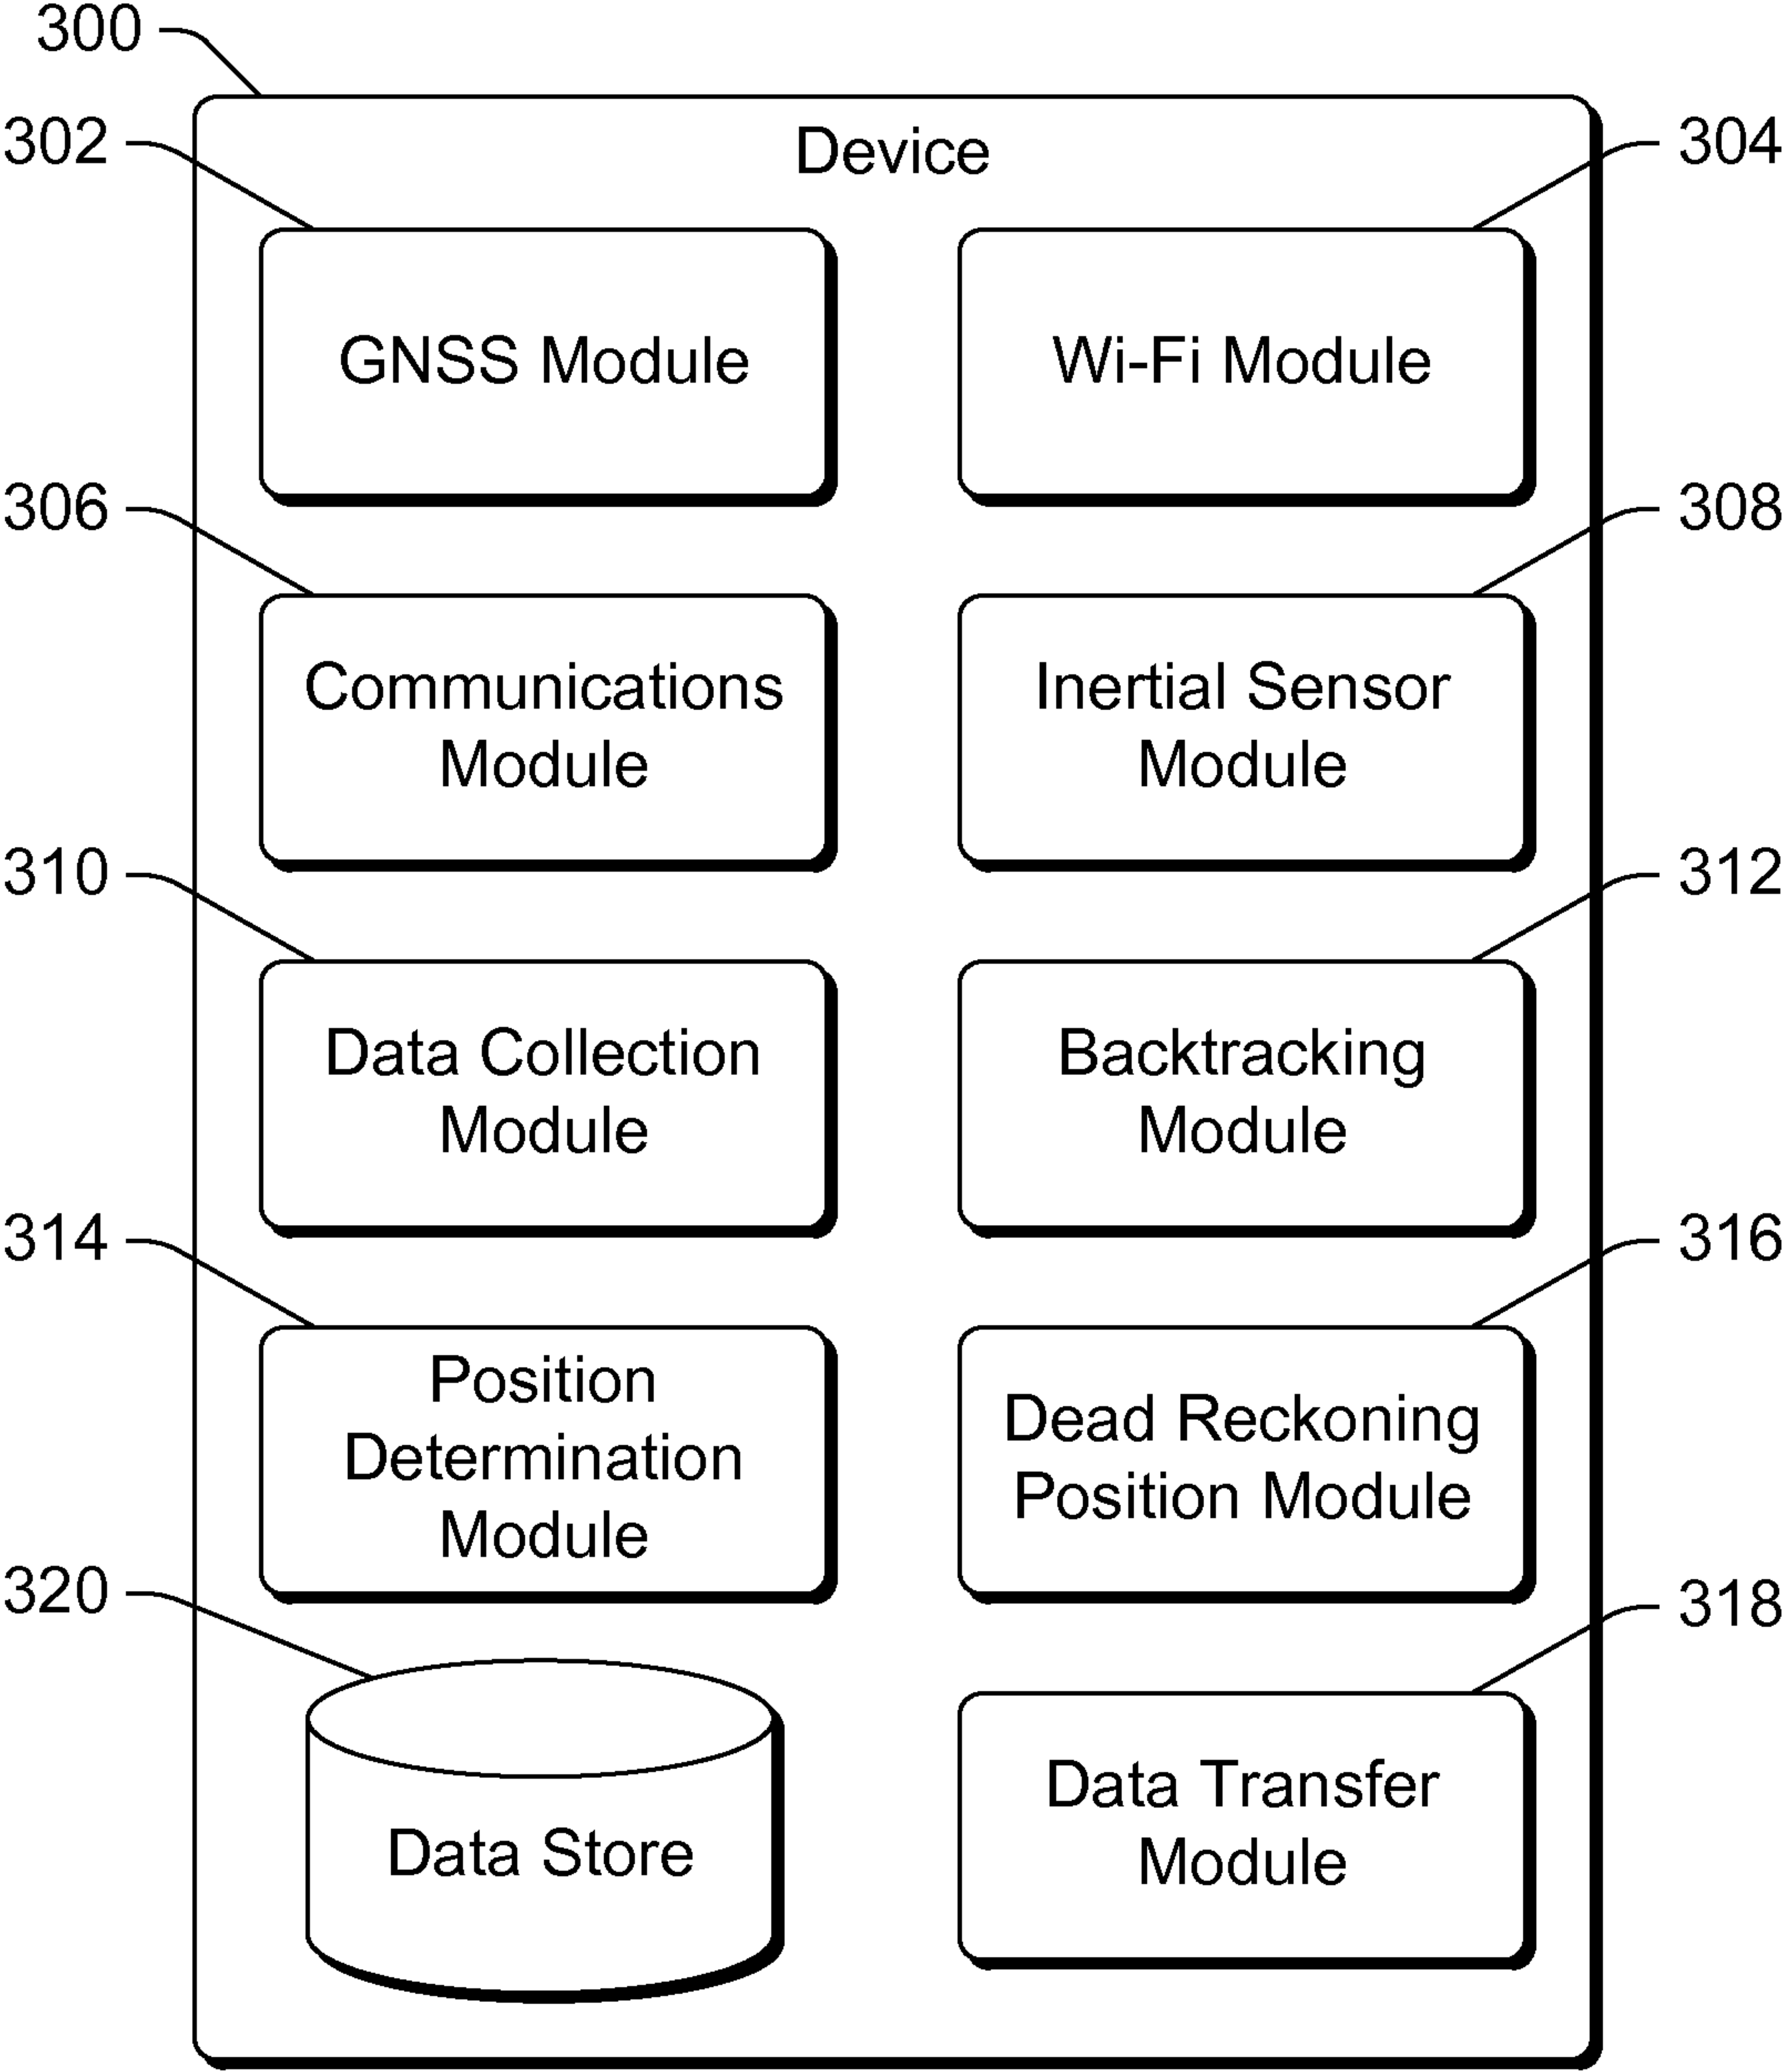 300
Device
302
304
GNSS Module
Wi-Fi Module
306
308
Communications
Module
Inertial Sensor
Module
310
312
Data Collection
Module
Backtracking
Module
314
316
Position
Determination
Module
Dead Reckoning
Position Module
320
318
Data Store
Data Transfer
Module